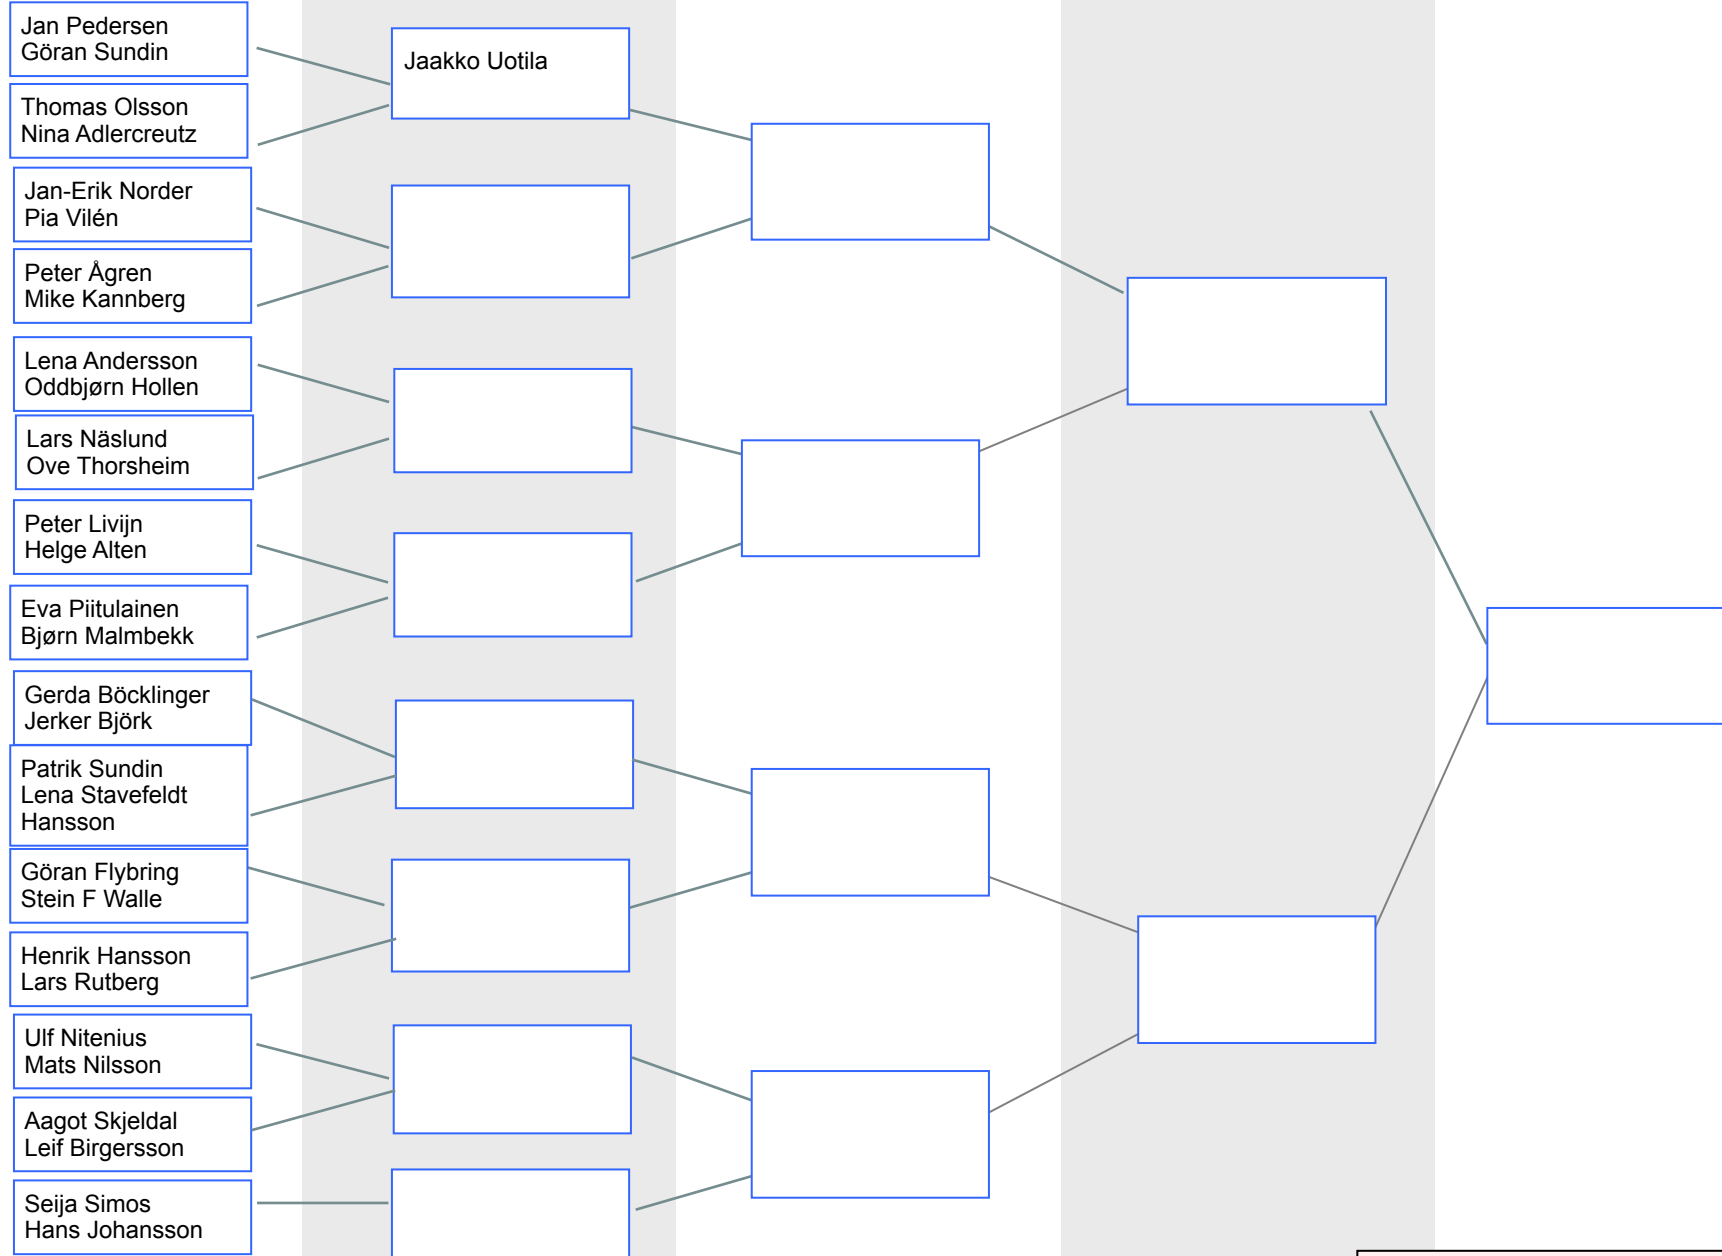 Jan Pedersen
Göran Sundin
Thomas Olsson
Nina Adlercreutz
Jan-Erik Norder
Pia Vilén
Peter Ågren
Mike Kannberg
Lena Andersson
Oddbjørn Hollen
Lars Näslund
Ove Thorsheim
Peter Livijn
Helge Alten
Eva Piitulainen
Bjørn Malmbekk
Gerda Böcklinger
Jerker Björk
Patrik Sundin
Lena Stavefeldt
Hansson
Göran Flybring
Stein F Walle
Henrik Hansson
Lars Rutberg
Ulf Nitenius
Mats Nilsson
Aagot Skjeldal
Leif Birgersson
Seija Simos
Hans Johansson
Jaakko Uotila